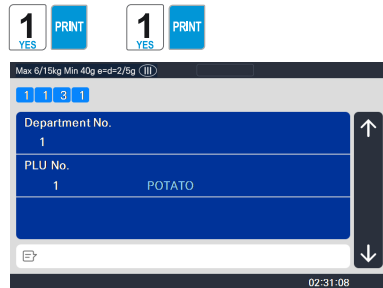 1 YES PRINT 1 YES PRINT
Max 6/15kg Min 40g e=d=2/5g III
1 1 3 1
Department No.
1
PLU No.
1 POTATO
02:31:08